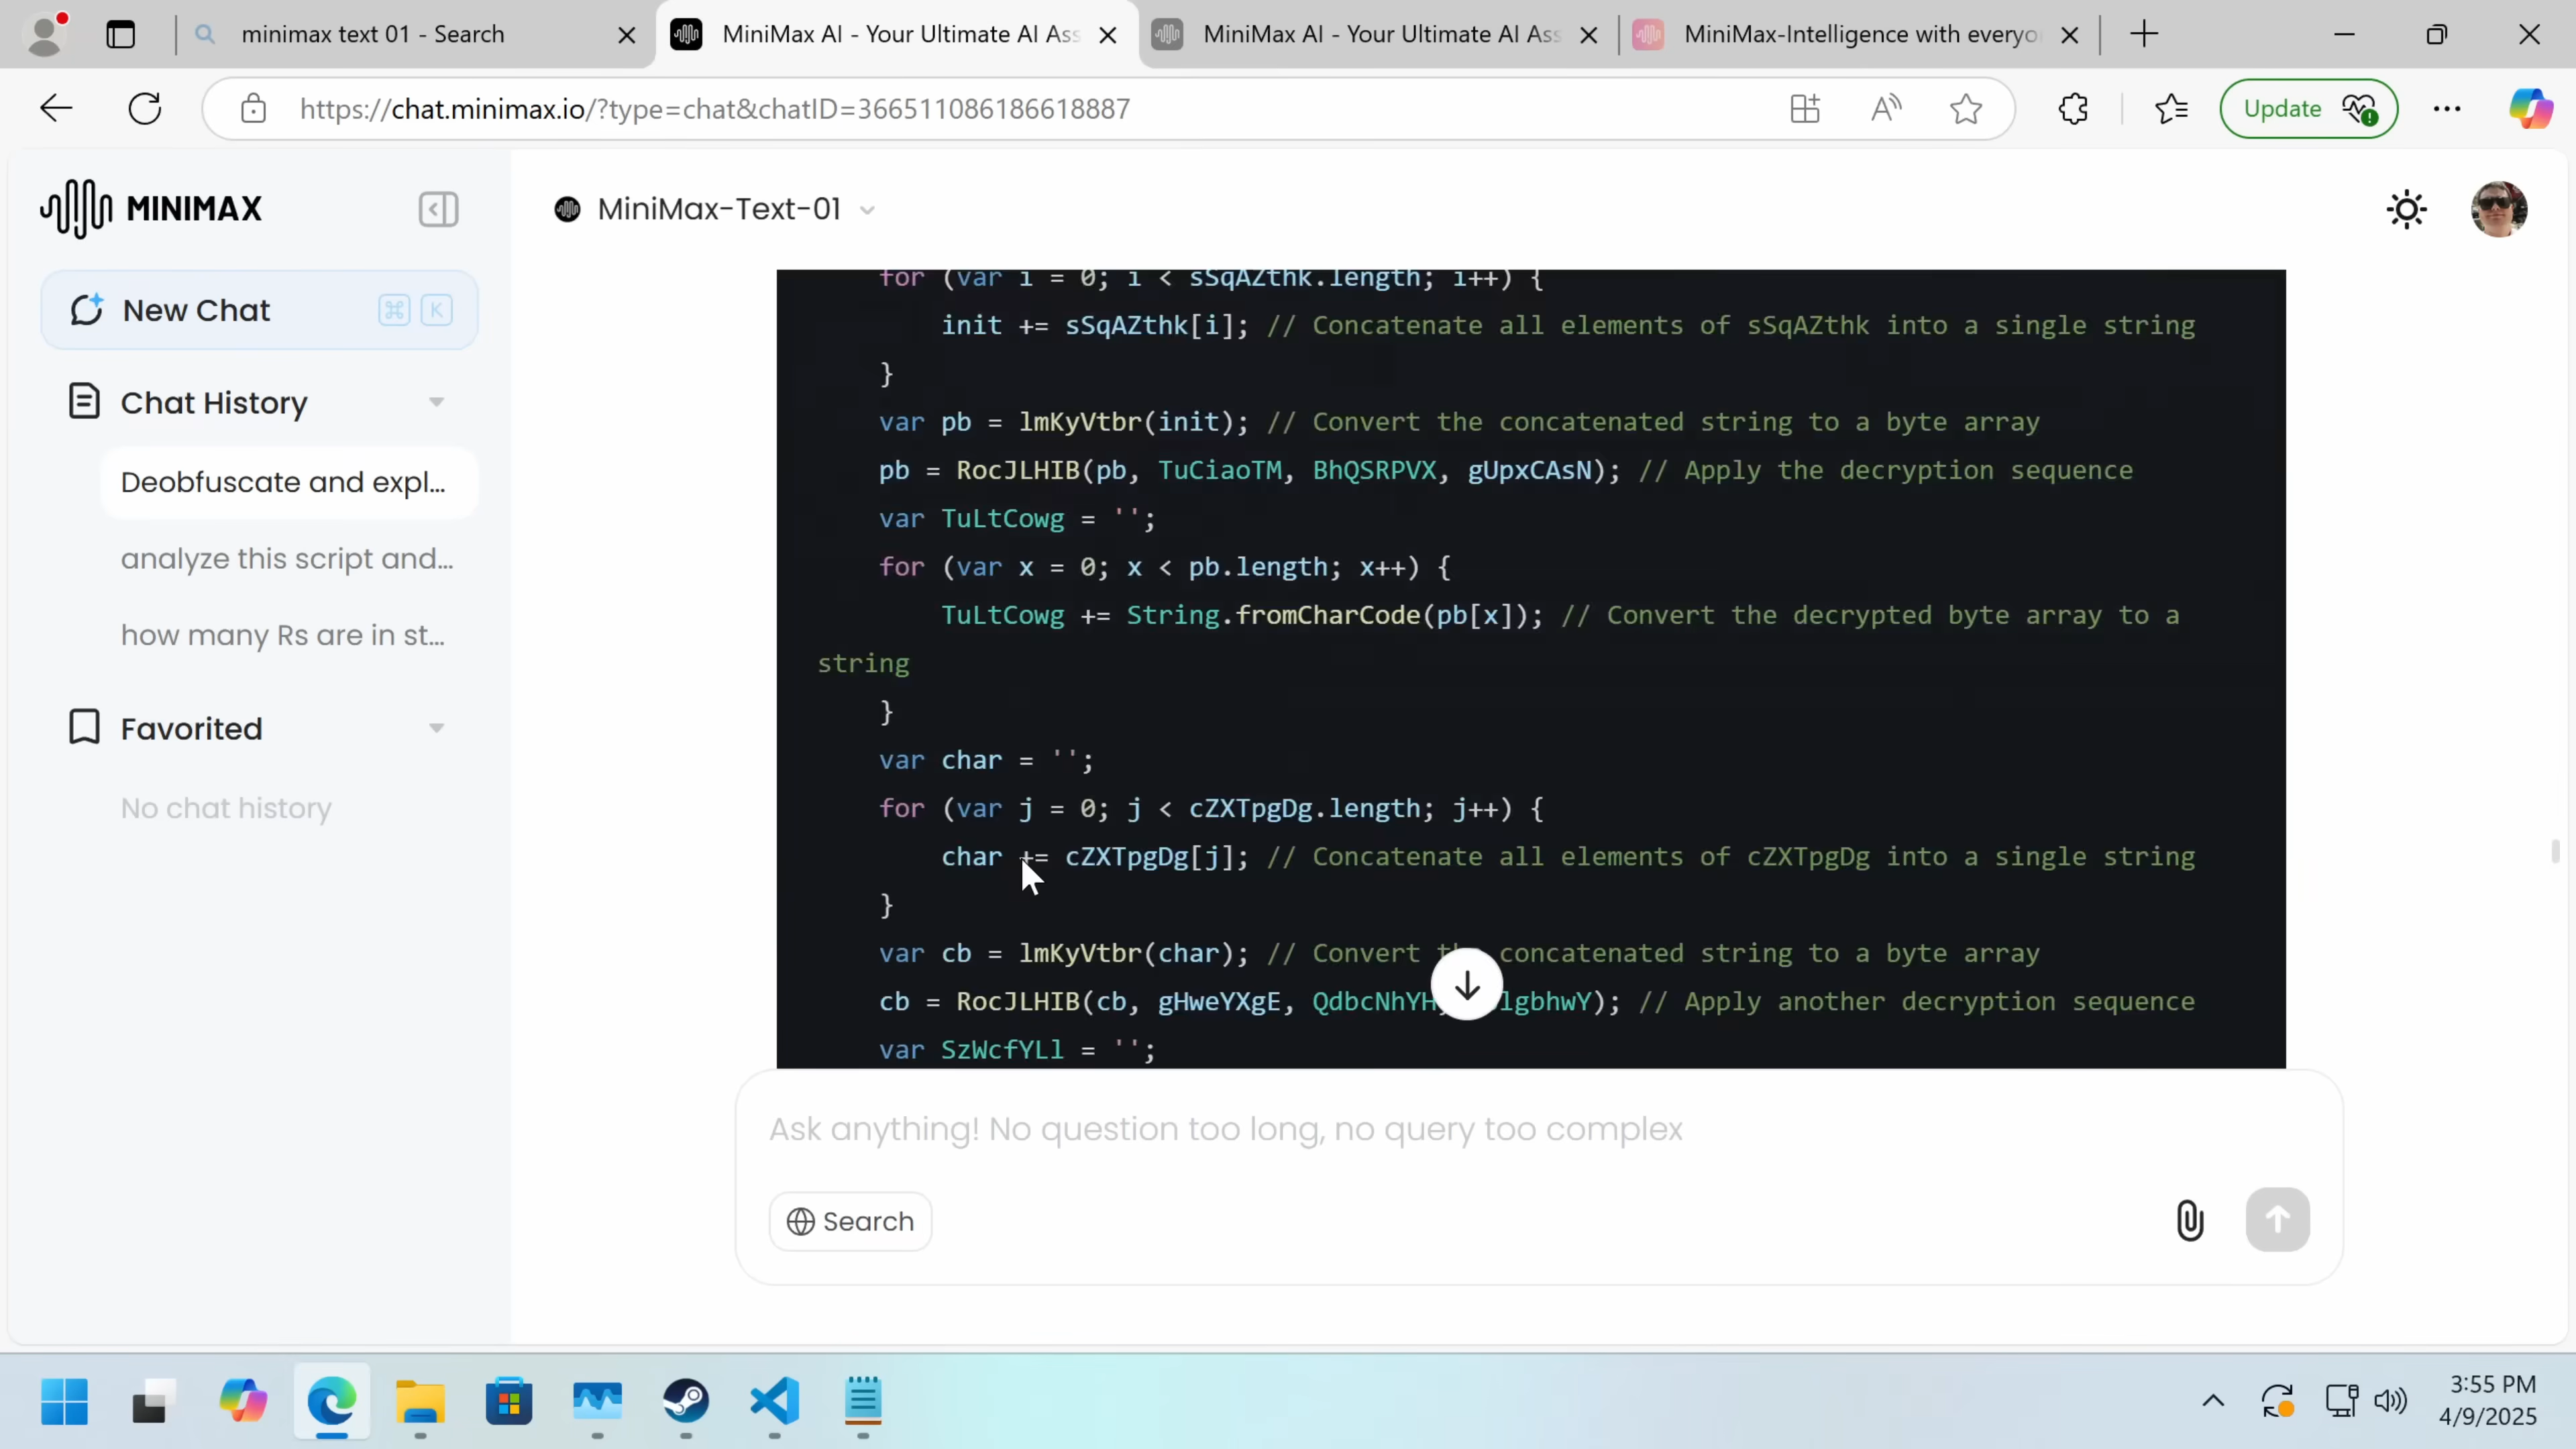 minimax text 01 - Search
MiniMax AI - Your Ultimate AI Ass
MiniMax AI - Your Ultimate AI Ass
MiniMax-Intelligence with everyo
https://chat.minimax.io/?type=chat&chatID=366511086186618887
Update
MINIMAX
New Chat
⌘ K
Chat History
Deobfuscate and expl...
analyze this script and...
how many Rs are in st...
Favorited
No chat history
MiniMax-Text-01
for (var i = 0; i < sSqAZthk.length; i++) {
init += sSqAZthk[i]; // Concatenate all elements of sSqAZthk into a single string
}
var pb = lmKyVtbr(init); // Convert the concatenated string to a byte array
pb = RocJLHIB(pb, TuCiaoTM, BhQSRPVX, gUpxCAsN); // Apply the decryption sequence
var TuLtCowg = '';
for (var x = 0; x < pb.length; x++) {
TuLtCowg += String.fromCharCode(pb[x]); // Convert the decrypted byte array to a
string
}
var char = '';
for (var j = 0; j < cZXTpgDg.length; j++) {
char += cZXTpgDg[j]; // Concatenate all elements of cZXTpgDg into a single string
}
var cb = lmKyVtbr(char); // Convert the concatenated string to a byte array
cb = RocJLHIB(cb, gHweYXgE, lgbhwY); // Apply another decryption sequence
var SzWcfYLl = '';
Ask anything! No question too long, no query too complex
Search
3:55 PM
4/9/2025